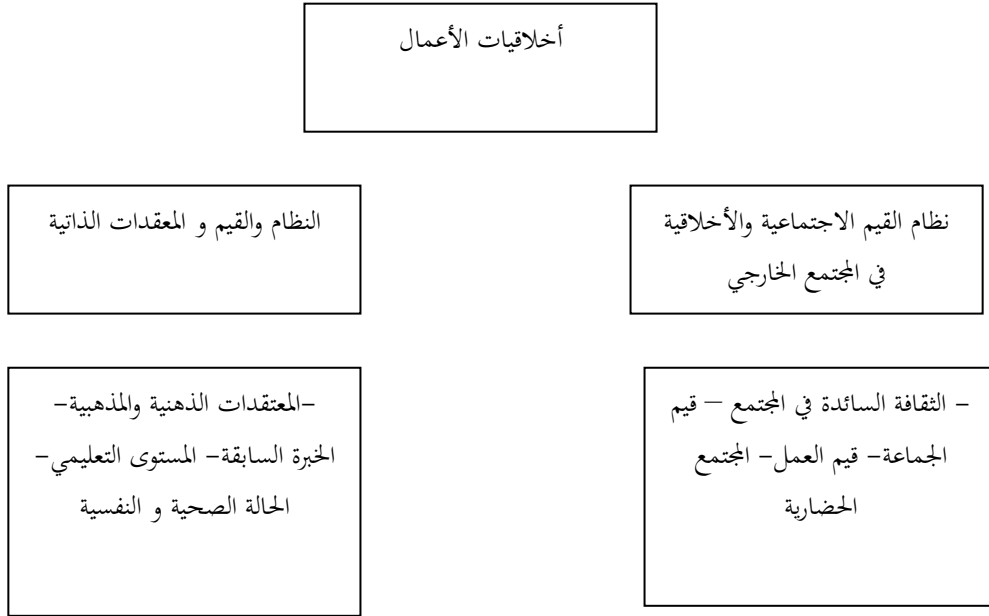 أخلاقيات الأعمال
نظام القيم الاجتماعية والأخلاقية
في المجتمع الخارجي
النظام والقيم و المعقدات الذاتية
– الثقافة السائدة في المجتمع – قيم
الجماعة– قيم العمل– المجتمع
الحضارية
–المعتقدات الذهنية والمذهبية–
الخبرة السابقة– المستوى التعليمي–
الحالة الصحية و النفسية